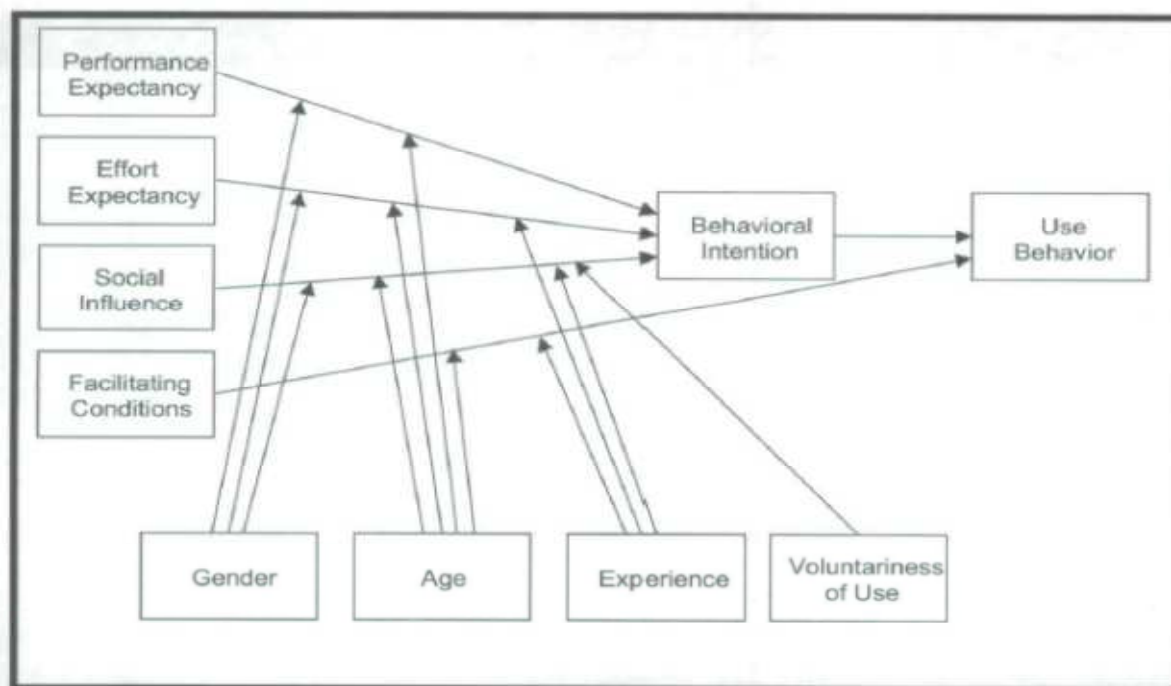 Performance
Expectancy
Effort
Expectancy
Social
Influence
Facilitating
Conditions
Behavioral
Intention
Use
Behavior
Gender
Age
Experience
Voluntariness
of Use